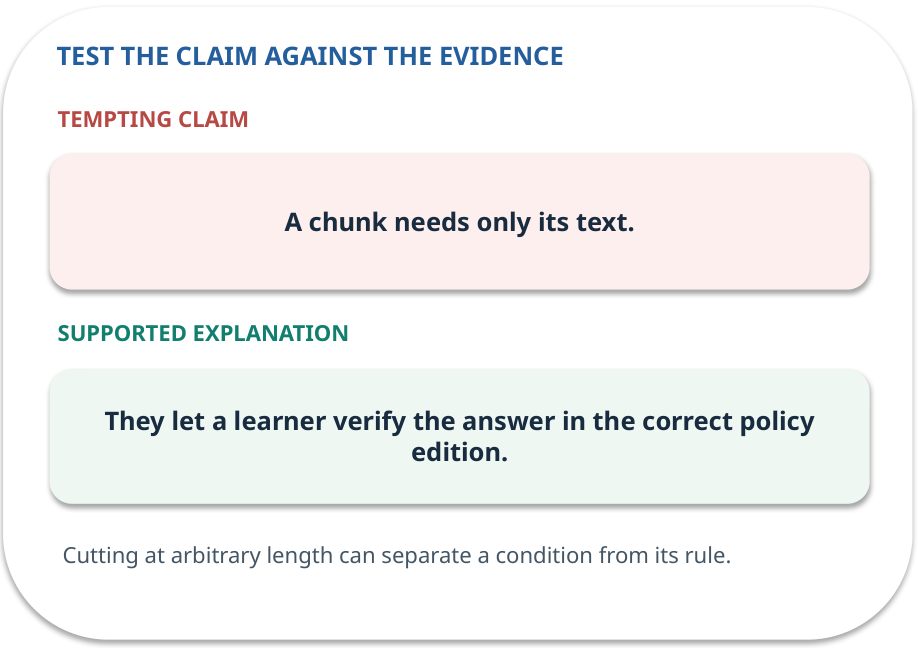 TEST THE CLAIM AGAINST THE EVIDENCE
TEMPTING CLAIM
A chunk needs only its text.
SUPPORTED EXPLANATION
They let a learner verify the answer in the correct policy
edition.
Cutting at arbitrary length can separate a condition from its rule.